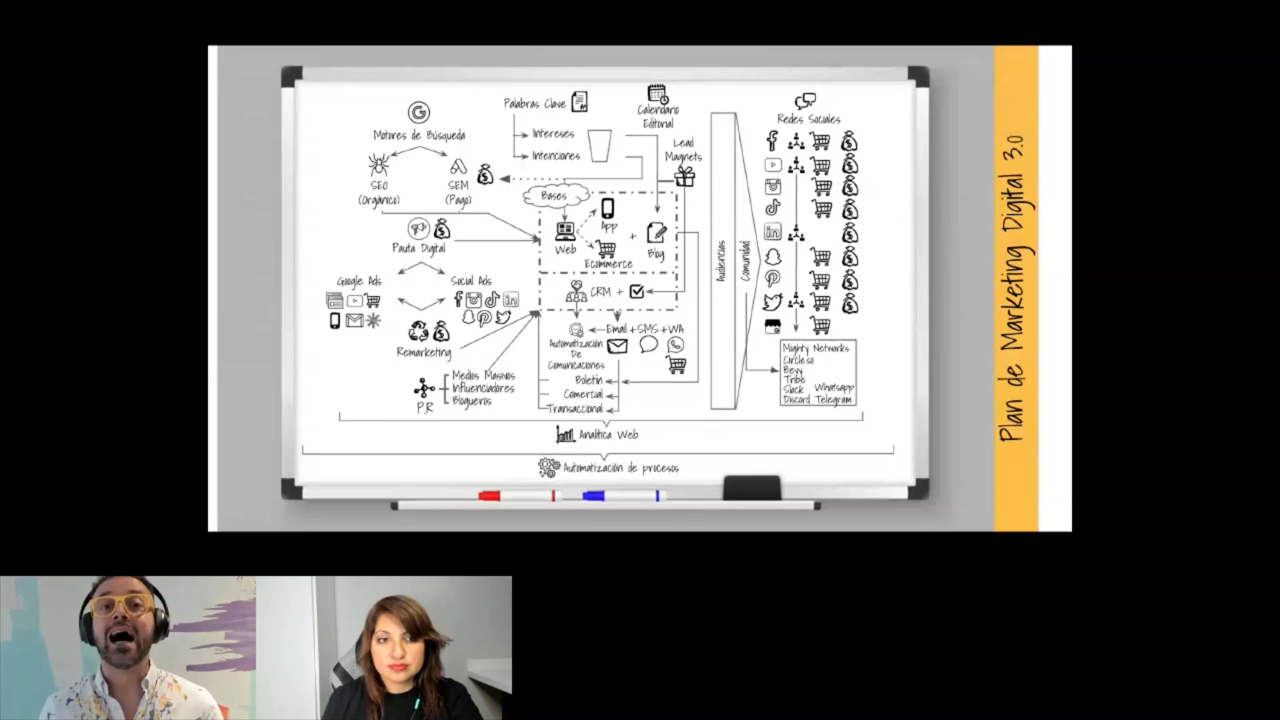 Palabras Clave
Calendario
Editorial
Redes Sociales
Motores de Búsqueda
Intereses
Intenciones
Lead
Magnets
SEO
(Orgánico)
SEM
(Pago)
Bases
Pauta Digital
Web
App
Ecommerce
+
Blog
Google Ads
Social Ads
CRM +
Remarketing
Email + SMS + WA
Automatización
De
Comunicaciones
Boletín
Comercial
Transaccional
P.R
Medios Masivos
Influenciadores
Blogueros
Audiencias
Comunidad
Mighty Networks
Circle.so
Bevy
Tribe
Slack Whatsapp
Discord Telegram
Analítica Web
Automatización de procesos
Plan de Marketing Digital 3.0